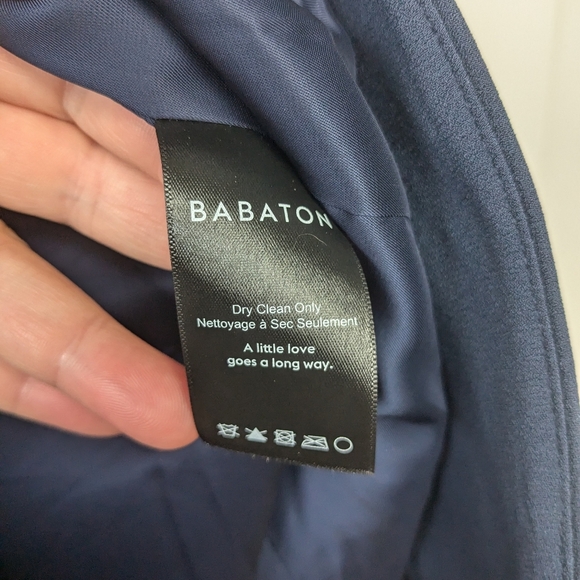 BABATON
Dry Clean Only
Nettoyage à Sec Seulement
A little love
goes a long way.